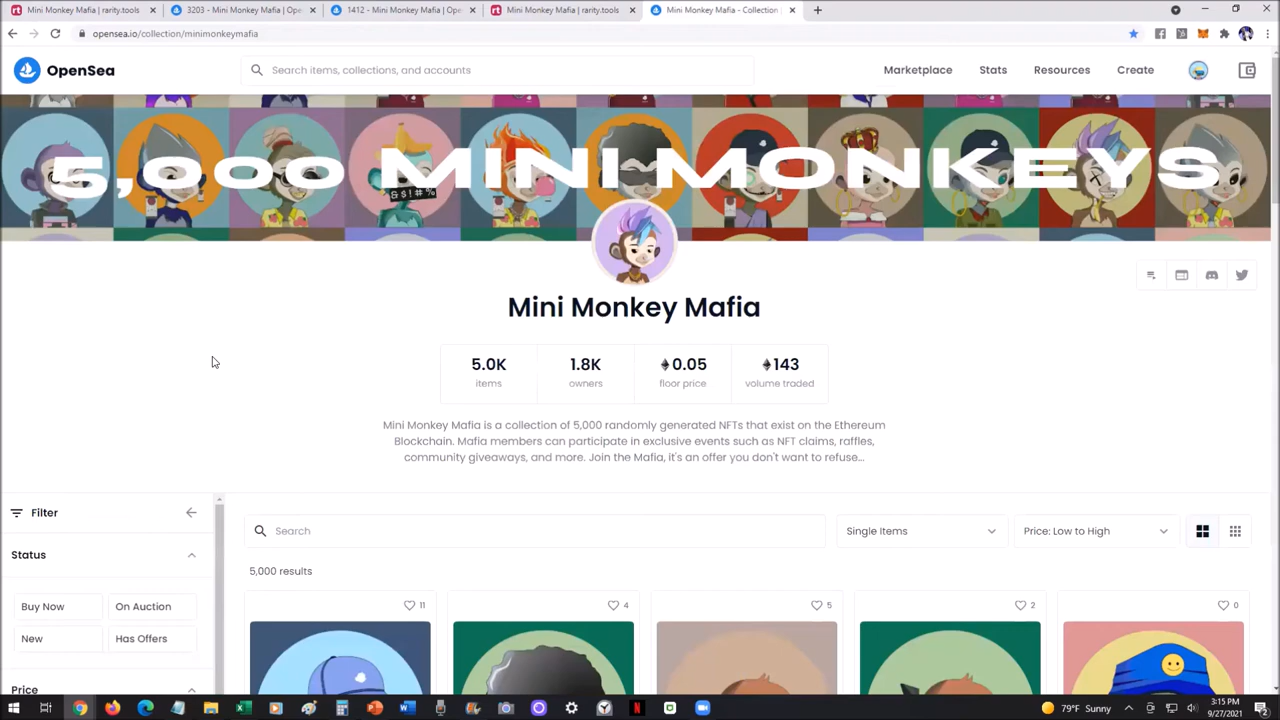 Mini Monkey Mafia | rarity.tools
3203 - Mini Monkey Mafia | Open
1412 - Mini Monkey Mafia | Open
Mini Monkey Mafia | rarity.tools
Mini Monkey Mafia - Collection
opensea.io/collection/minimonkeymafia
OpenSea
Search items, collections, and accounts
Marketplace
Stats
Resources
Create
5,000 MINI MONKEYS
&$!#%
Mini Monkey Mafia
5.0K
1.8K
0.05
143
items
owners
floor price
volume traded
Mini Monkey Mafia is a collection of 5,000 randomly generated NFTs that exist on the Ethereum
Blockchain. Mafia members can participate in exclusive events such as NFT claims, raffles,
community giveaways, and more. Join the Mafia, it's an offer you don't want to refuse...
Filter
Search
Single Items
Price: Low to High
Status
5,000 results
Buy Now
On Auction
11
4
5
2
0
New
Has Offers
Price
79°F Sunny
3:15 PM
9/27/2021
2